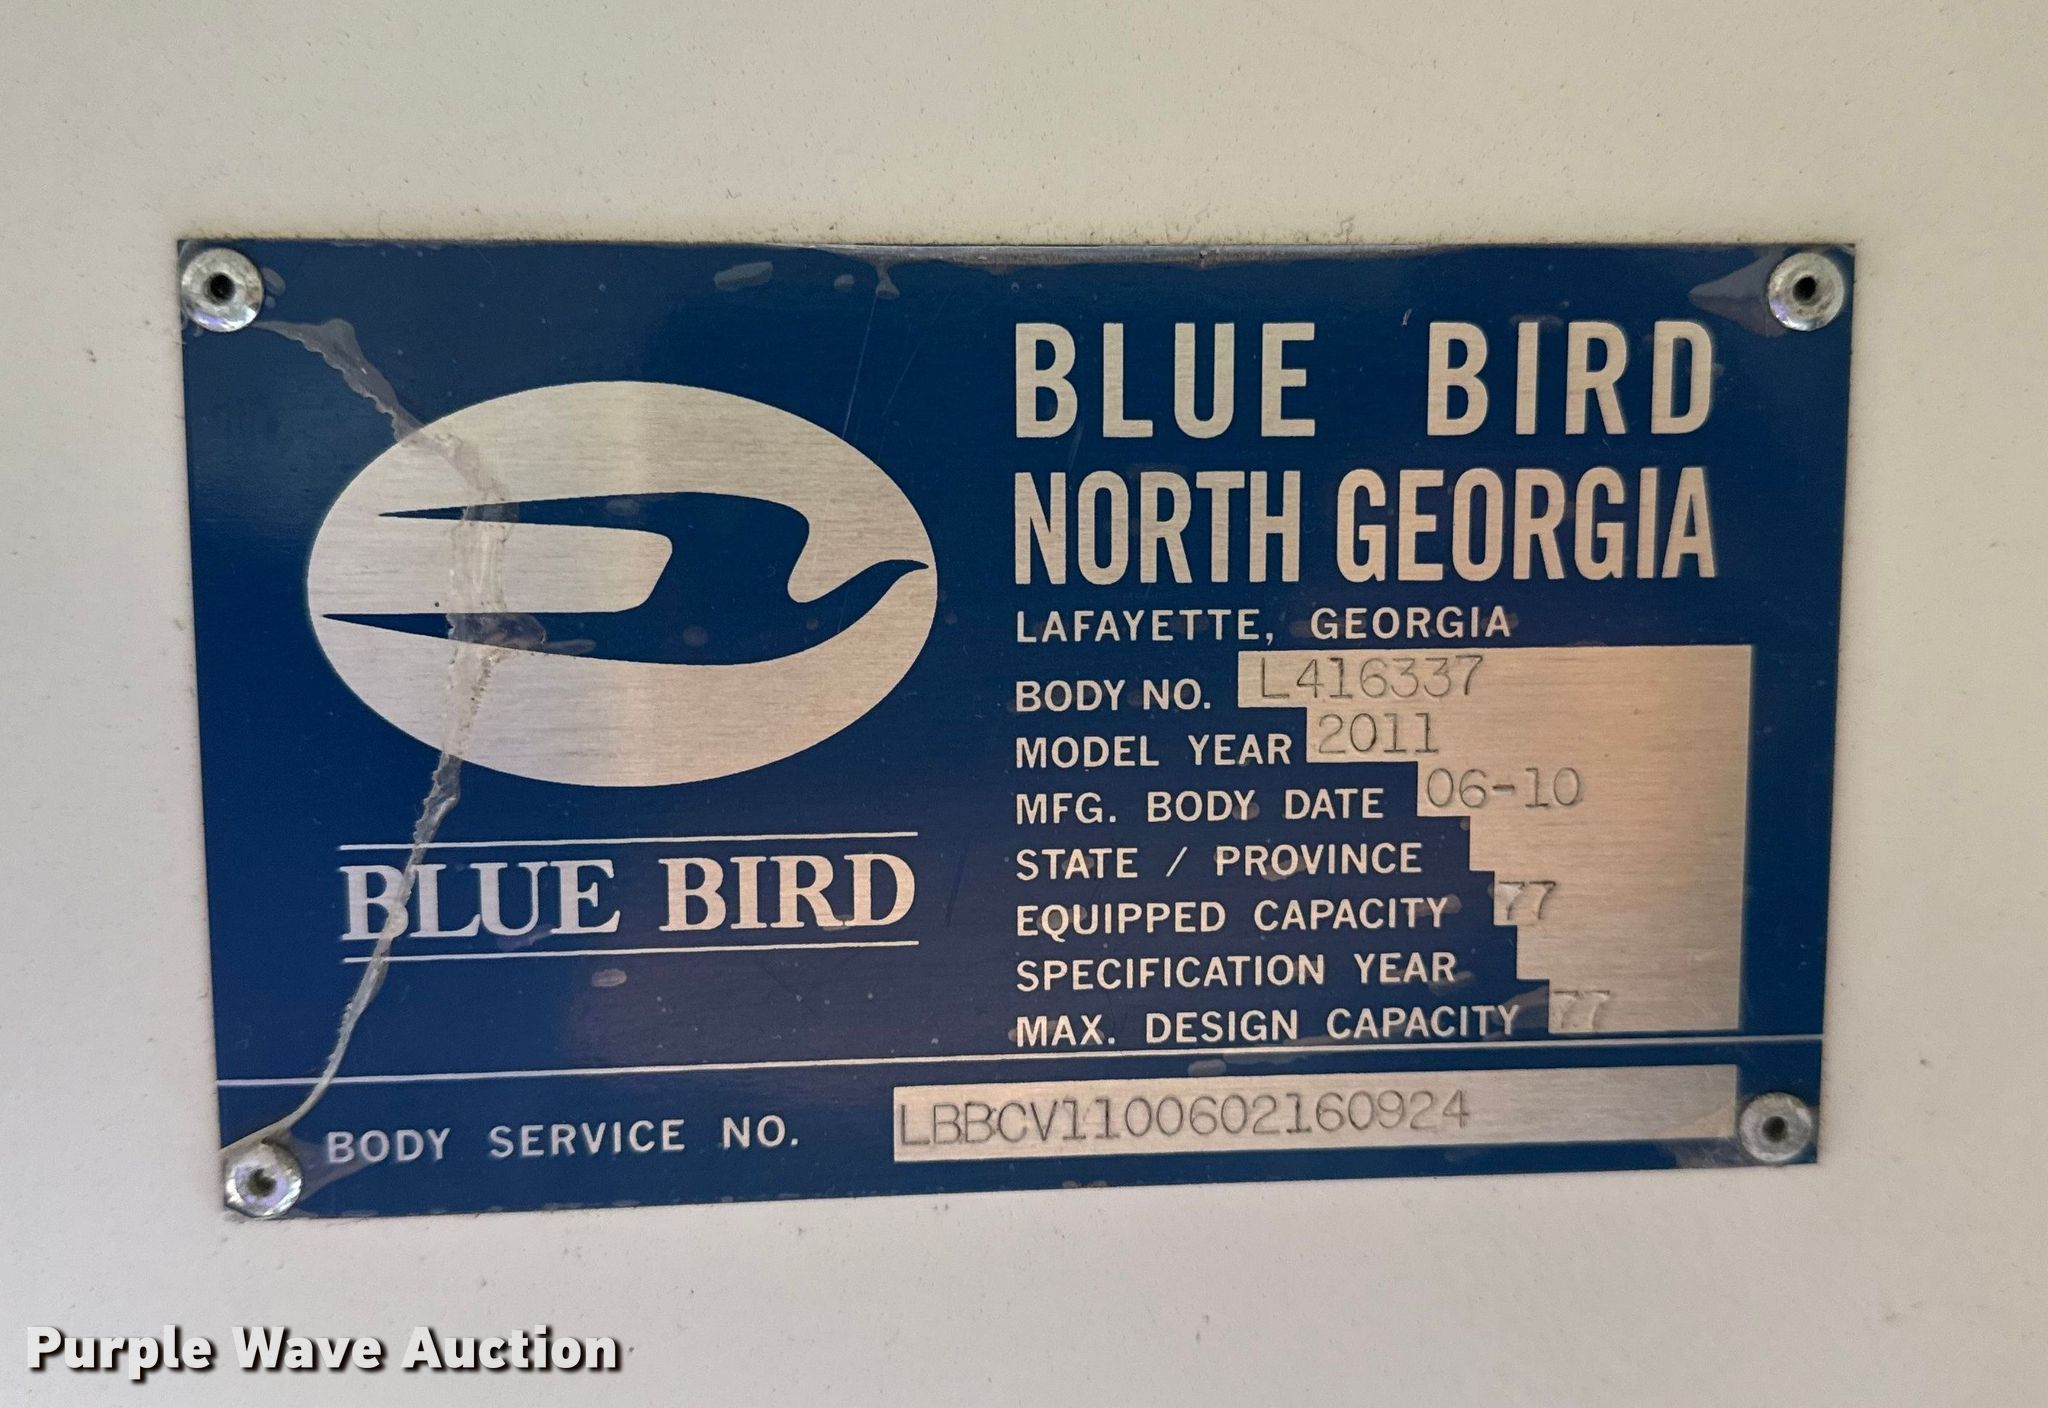 BLUE BIRD
NORTH GEORGIA
LAFAYETTE, GEORGIA
BODY NO. L416337
MODEL YEAR 2011
MFG. BODY DATE 06-10
STATE / PROVINCE
EQUIPPED CAPACITY 77
SPECIFICATION YEAR
MAX. DESIGN CAPACITY 77
BLUE BIRD
BODY SERVICE NO. LBBCV1100602160924
Purple Wave Auction